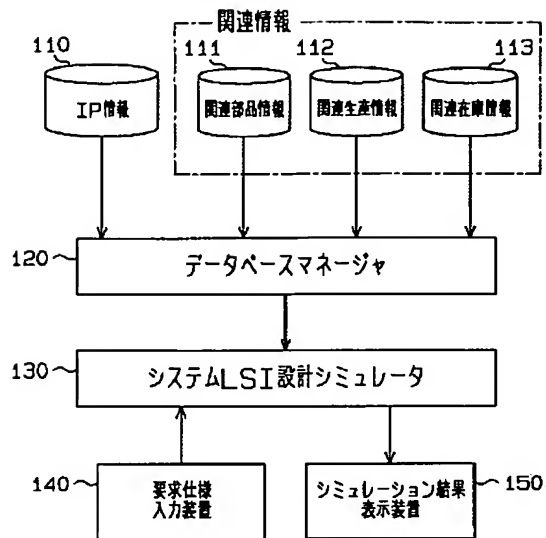 関連情報
110
111
112
113
IP情報
関連部品情報
関連生産情報
関連在庫情報
120
データベースマネージャ
130
システムLSI設計シミュレータ
140
要求仕様
入力装置
シミュレーション結果
表示装置
150